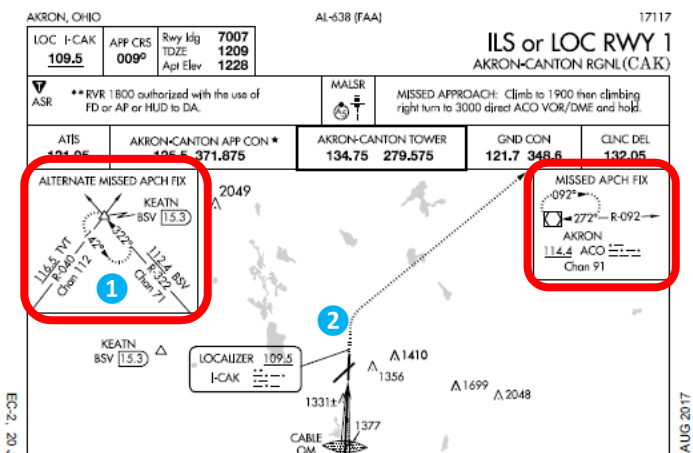 AKRON, OHIO
AL-638 (FAA)
17117
LOC I-CAK
109.5
APP CRS
009°
Rwy ldg 7007
TDZE 1209
Apt Elev 1228
ILS or LOC RWY 1
AKRON-CANTON RGNL (CAK)
T
ASR
**RVR 1800 authorized with the use of
FD or AP or HUD to DA.
MALSR
A5
MISSED APPROACH: Climb to 1900 then climbing
right turn to 3000 direct ACO VOR/DME and hold.
ATIS
121.05
AKRON-CANTON APP CON *
125.5 371.875
AKRON-CANTON TOWER
134.75 279.575
GND CON
121.7 348.6
CLNC DEL
132.05
ALTERNATE MISSED APCH FIX
KEATN
BSV 15.3
116.5 TVT
R-040
Chan 112
142°
322°
112.4 BSV
R-322
Chan 71
1
2049
MISSED APCH FIX
092°
272°
R-092
AKRON
114.4 ACO
Chan 91
2
KEATN
BSV 15.3
LOCALIZER 109.5
I-CAK
1410
1356
1699
2048
1331±
1377
CABLE
OM
EC-2, 20
AUG 2017